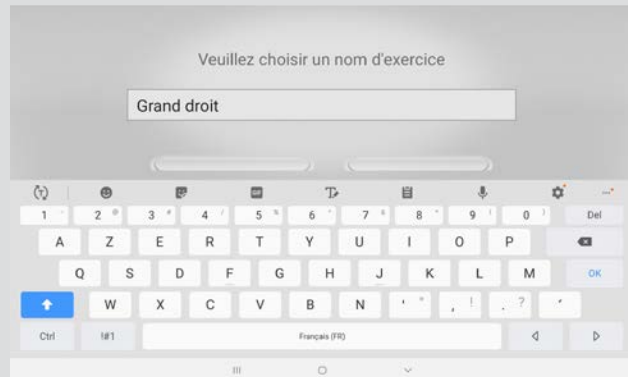 Veuillez choisir un nom d'exercice
Grand droit
GIF
1 2 @ 3 # 4 / 5 % 6 ^ 7 & 8 * 9 ( 0 ) Del
A Z E R T Y U I O P
Q S D F G H J K L M OK
W X C V B N ' , ! . ?
Ctrl !#1 Français (FR)